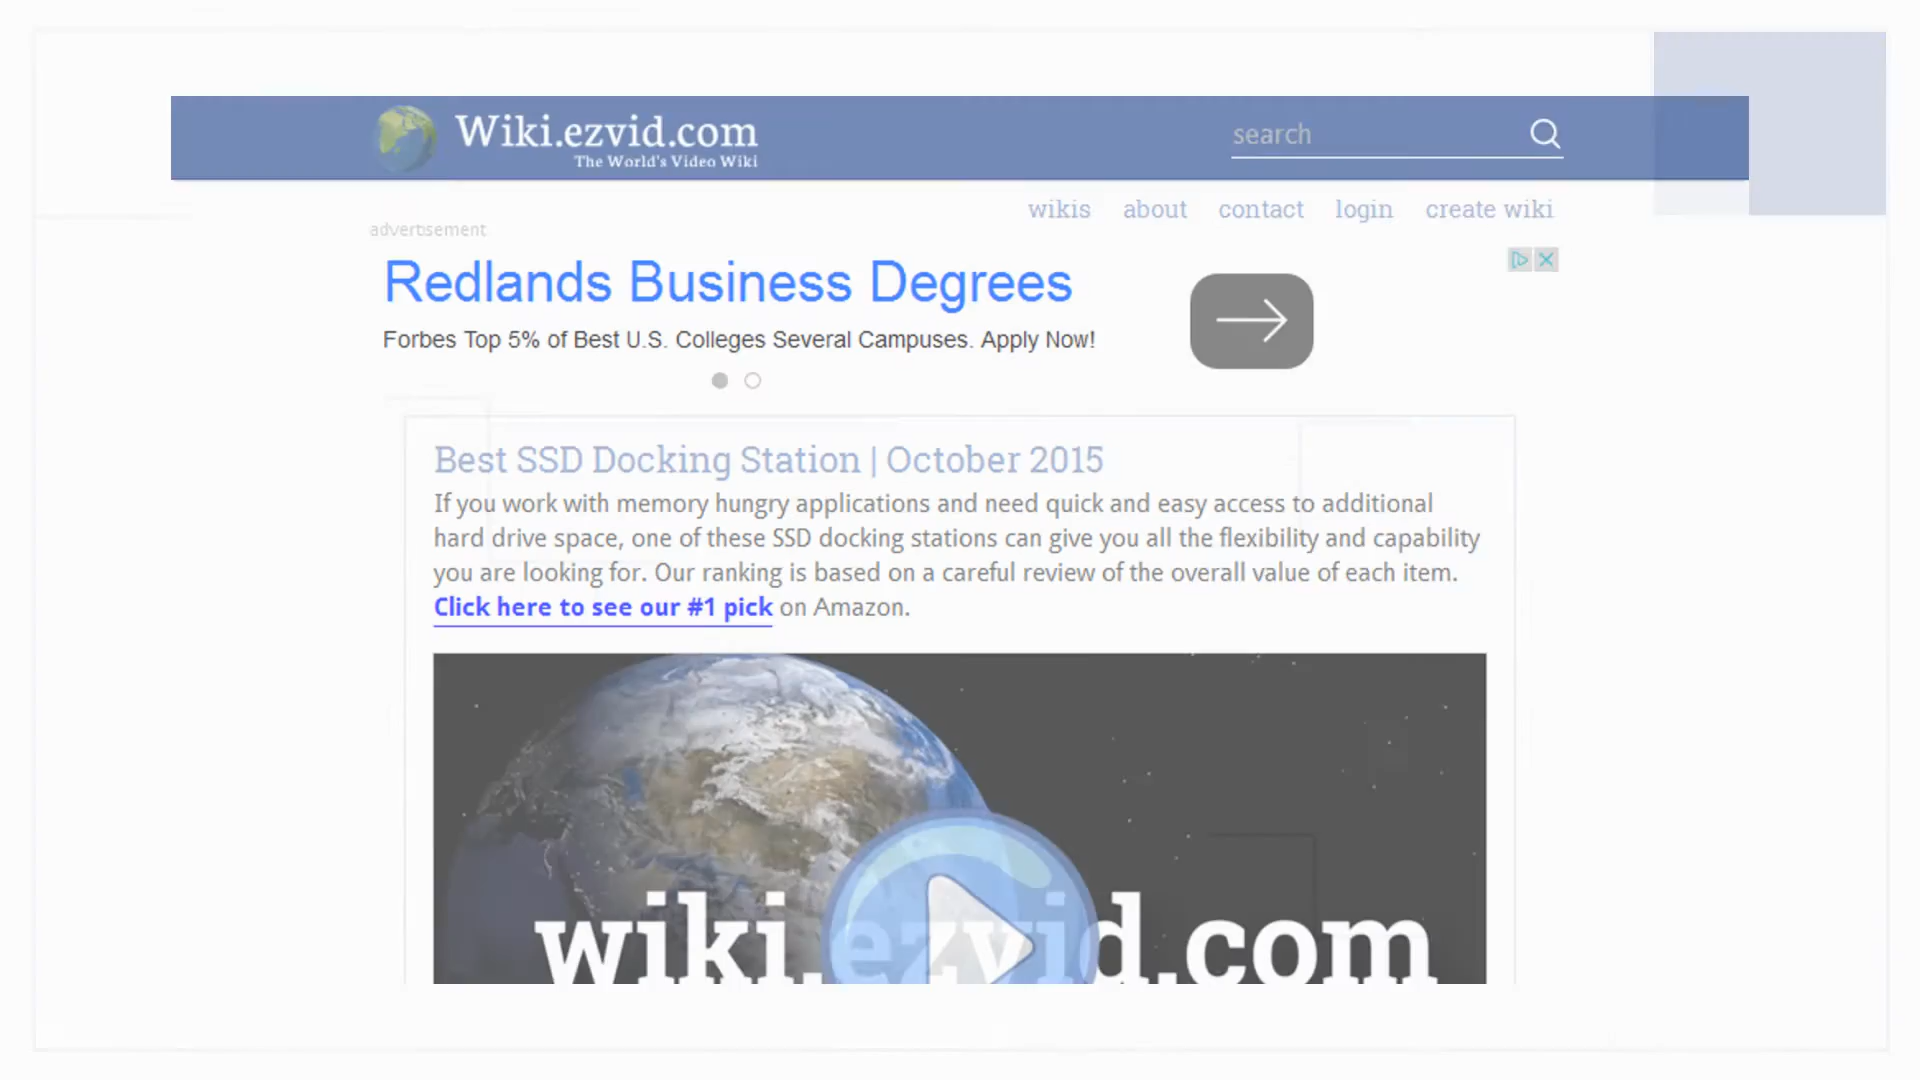 Wiki.ezvid.com
The World's Video Wiki
search
wikis about contact login create wiki
advertisement
Redlands Business Degrees
Forbes Top 5% of Best U.S. Colleges Several Campuses. Apply Now!
Best SSD Docking Station | October 2015
If you work with memory hungry applications and need quick and easy access to additional
hard drive space, one of these SSD docking stations can give you all the flexibility and capability
you are looking for. Our ranking is based on a careful review of the overall value of each item.
Click here to see our #1 pick on Amazon.
wiki.ezvid.com